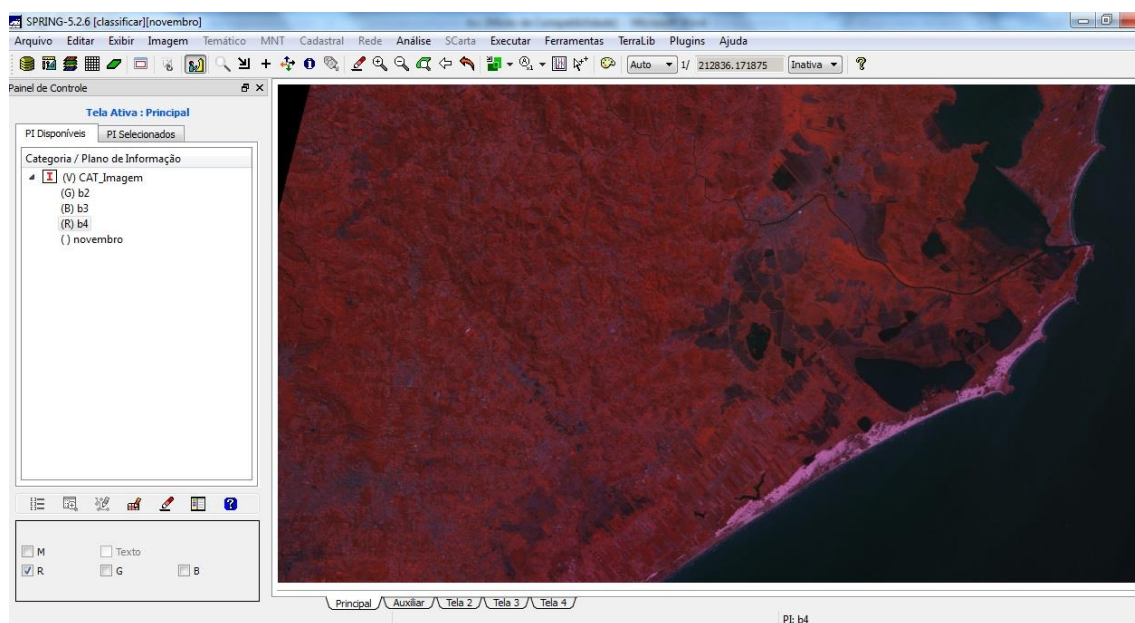 SPRING-5.2.6 [classificar][novembro]
Arquivo Editar Exibir Imagem Temático MNT Cadastral Rede Análise SCarta Executar Ferramentas TerraLib Plugins Ajuda
Auto 1/ 212836.171875 Inativa
Painel de Controle
Tela Ativa : Principal
PI Disponíveis PI Selecionados
Categoria / Plano de Informação
(V) CAT_Imagem
(G) b2
(B) b3
(R) b4
( ) novembro
M Texto
R G B
Principal Auxiliar Tela 2 Tela 3 Tela 4
PI: b4